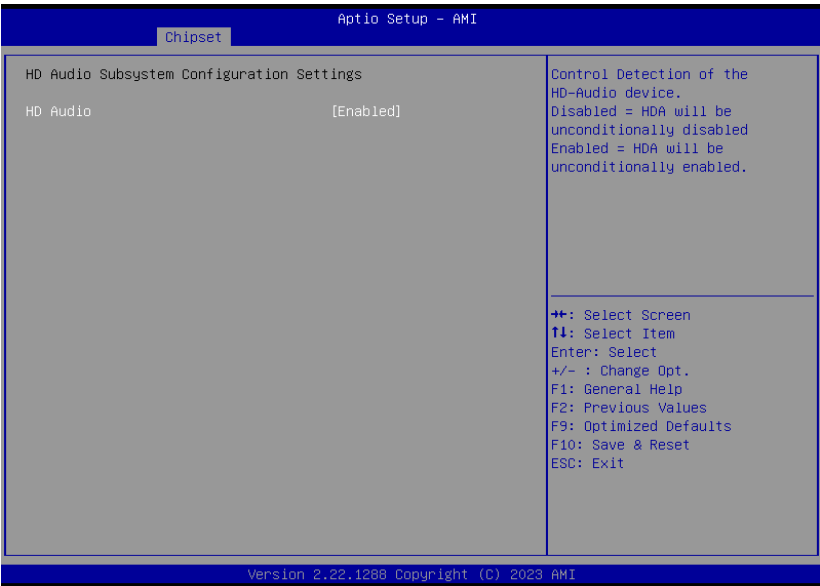 Aptio Setup – AMI
Chipset
HD Audio Subsystem Configuration Settings
HD Audio [Enabled]
Control Detection of the
HD-Audio device.
Disabled = HDA will be
unconditionally disabled
Enabled = HDA will be
unconditionally enabled.
→←: Select Screen
↑↓: Select Item
Enter: Select
+/- : Change Opt.
F1: General Help
F2: Previous Values
F9: Optimized Defaults
F10: Save & Reset
ESC: Exit
Version 2.22.1288 Copyright (C) 2023 AMI